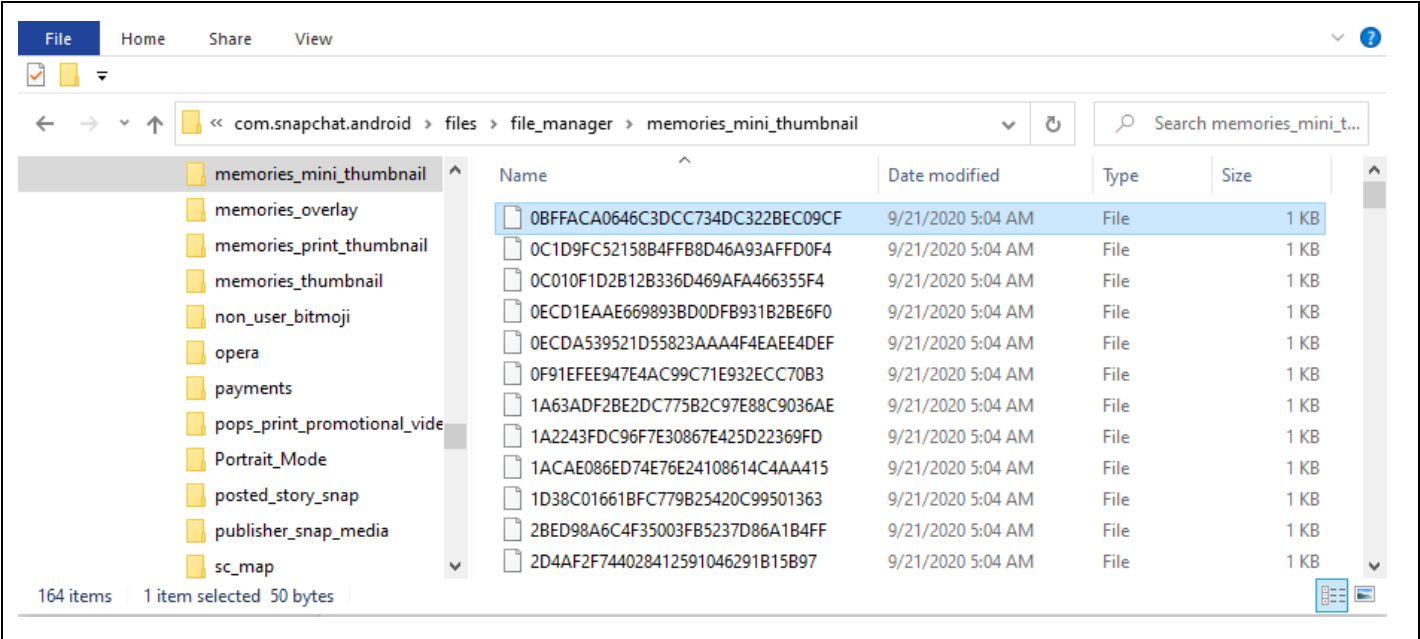 File Home Share View
« com.snapchat.android › files › file_manager › memories_mini_thumbnail
Search memories_mini_t...
memories_mini_thumbnail
memories_overlay
memories_print_thumbnail
memories_thumbnail
non_user_bitmoji
opera
payments
pops_print_promotional_vide
Portrait_Mode
posted_story_snap
publisher_snap_media
sc_map
Name Date modified Type Size
0BFFACA0646C3DCC734DC322BEC09CF 9/21/2020 5:04 AM File 1 KB
0C1D9FC52158B4FFB8D46A93AFFD0F4 9/21/2020 5:04 AM File 1 KB
0C010F1D2B12B336D469AFA466355F4 9/21/2020 5:04 AM File 1 KB
0ECD1EAAE669893BD0DFB931B2BE6F0 9/21/2020 5:04 AM File 1 KB
0ECDA539521D55823AAA4F4EAEE4DEF 9/21/2020 5:04 AM File 1 KB
0F91EFEE947E4AC99C71E932ECC70B3 9/21/2020 5:04 AM File 1 KB
1A63ADF2BE2DC775B2C97E88C9036AE 9/21/2020 5:04 AM File 1 KB
1A2243FDC96F7E30867E425D22369FD 9/21/2020 5:04 AM File 1 KB
1ACAE086ED74E76E24108614C4AA415 9/21/2020 5:04 AM File 1 KB
1D38C01661BFC779B25420C99501363 9/21/2020 5:04 AM File 1 KB
2BED98A6C4F35003FB5237D86A1B4FF 9/21/2020 5:04 AM File 1 KB
2D4AF2F744028412591046291B15B97 9/21/2020 5:04 AM File 1 KB
164 items 1 item selected 50 bytes